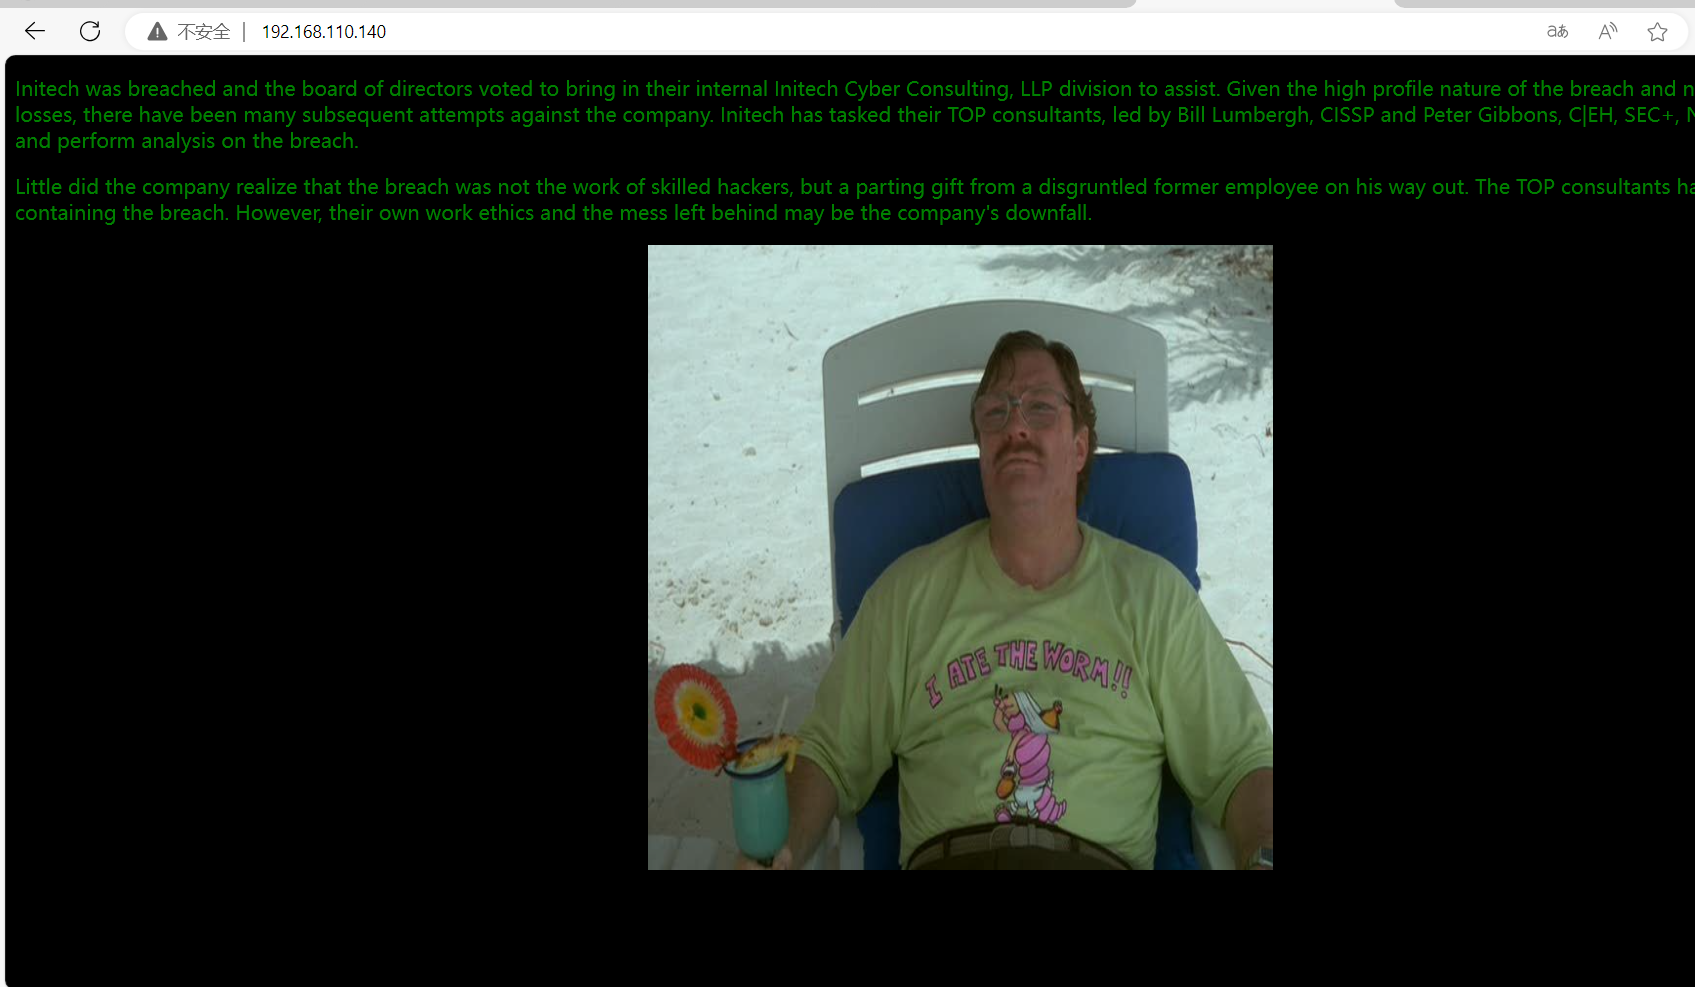 不安全 | 192.168.110.140
Initech was breached and the board of directors voted to bring in their internal Initech Cyber Consulting, LLP division to assist. Given the high profile nature of the breach and
losses, there have been many subsequent attempts against the company. Initech has tasked their TOP consultants, led by Bill Lumbergh, CISSP and Peter Gibbons, C|EH, SEC+,
and perform analysis on the breach.
Little did the company realize that the breach was not the work of skilled hackers, but a parting gift from a disgruntled former employee on his way out. The TOP consultants
containing the breach. However, their own work ethics and the mess left behind may be the company's downfall.
I ATE THE WORM!!